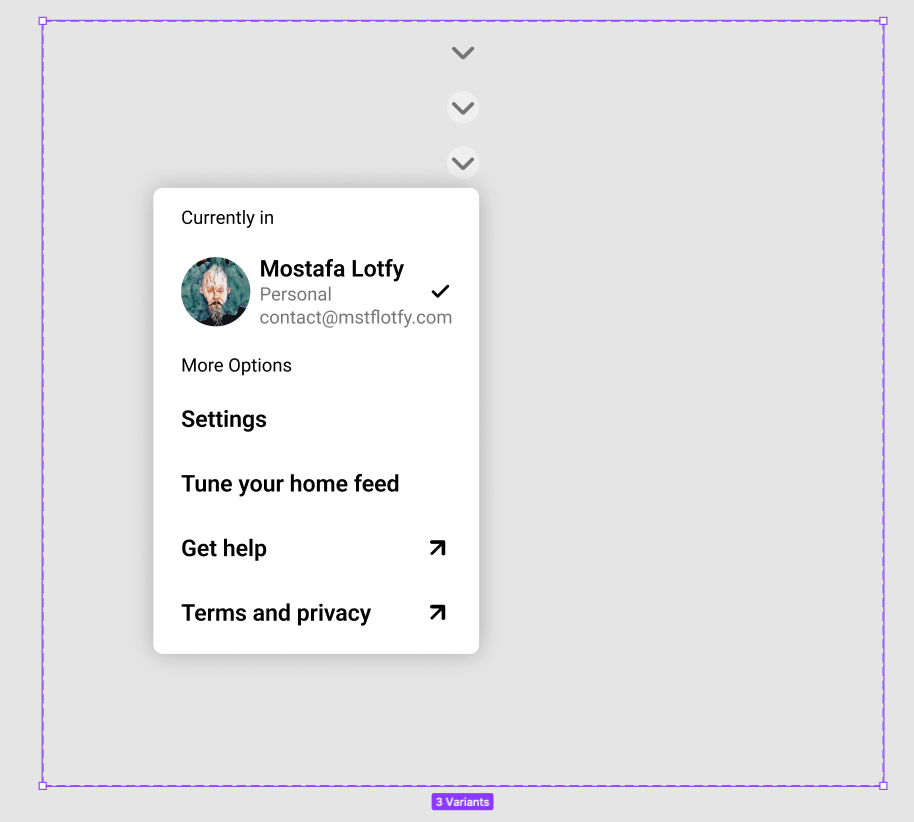 Currently in
Mostafa Lotfy
Personal
contact@mstflotfy.com
More Options
Settings
Tune your home feed
Get help
Terms and privacy
3 Variants